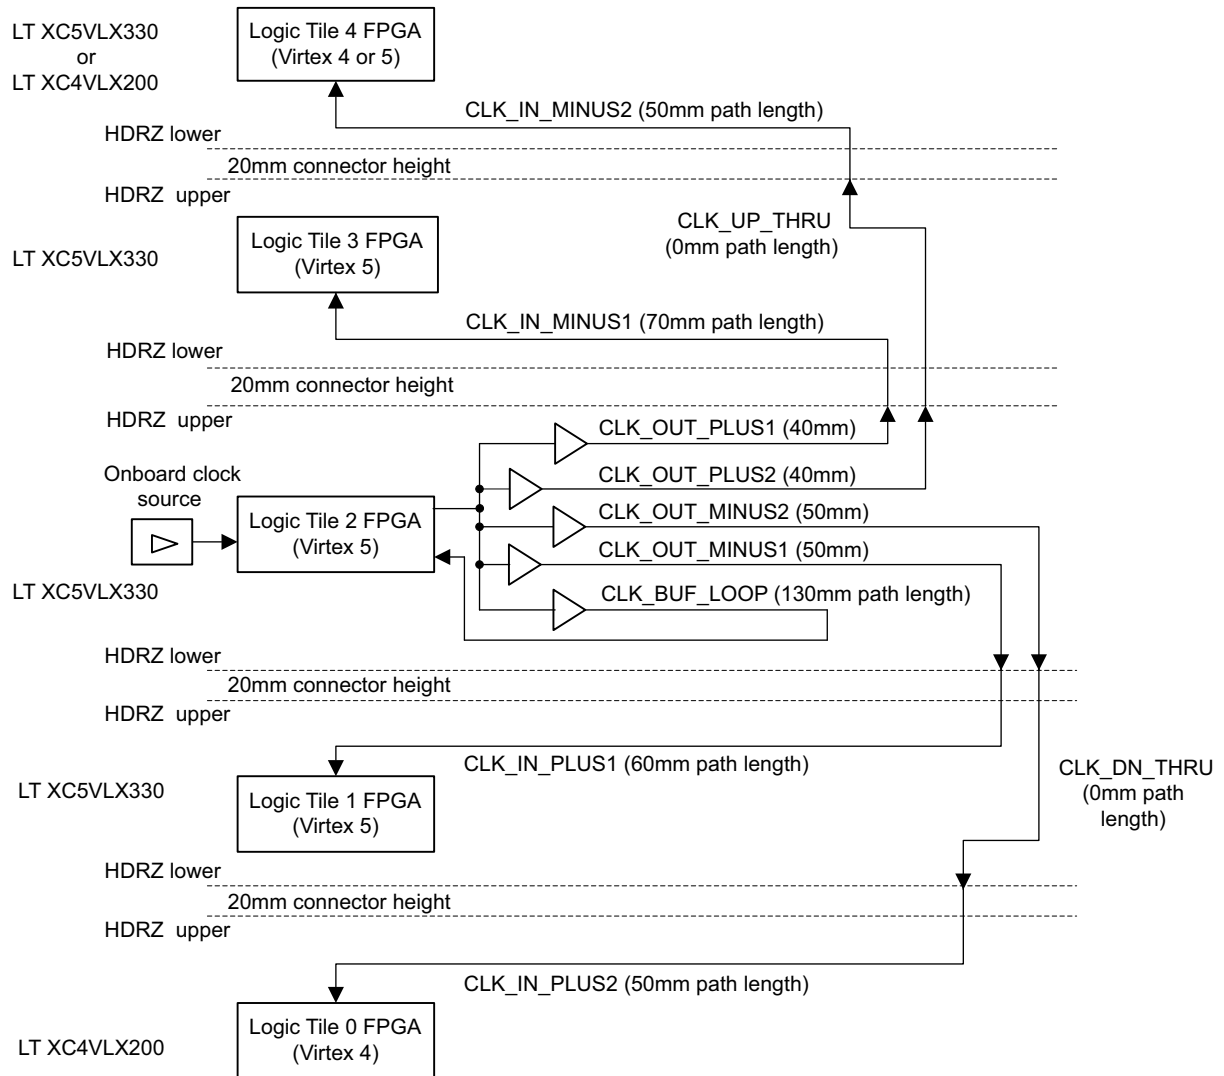 LT XC5VLX330
or
LT XC4VLX200
Logic Tile 4 FPGA
(Virtex 4 or 5)
CLK_IN_MINUS2 (50mm path length)
HDRZ lower
20mm connector height
HDRZ upper
CLK_UP_THRU
(0mm path length)
LT XC5VLX330
Logic Tile 3 FPGA
(Virtex 5)
CLK_IN_MINUS1 (70mm path length)
HDRZ lower
20mm connector height
HDRZ upper
CLK_OUT_PLUS1 (40mm)
Onboard clock
source
CLK_OUT_PLUS2 (40mm)
Logic Tile 2 FPGA
(Virtex 5)
CLK_OUT_MINUS2 (50mm)
CLK_OUT_MINUS1 (50mm)
LT XC5VLX330
CLK_BUF_LOOP (130mm path length)
HDRZ lower
20mm connector height
HDRZ upper
CLK_IN_PLUS1 (60mm path length)
CLK_DN_THRU
(0mm path
length)
LT XC5VLX330
Logic Tile 1 FPGA
(Virtex 5)
HDRZ lower
20mm connector height
HDRZ upper
CLK_IN_PLUS2 (50mm path length)
LT XC4VLX200
Logic Tile 0 FPGA
(Virtex 4)